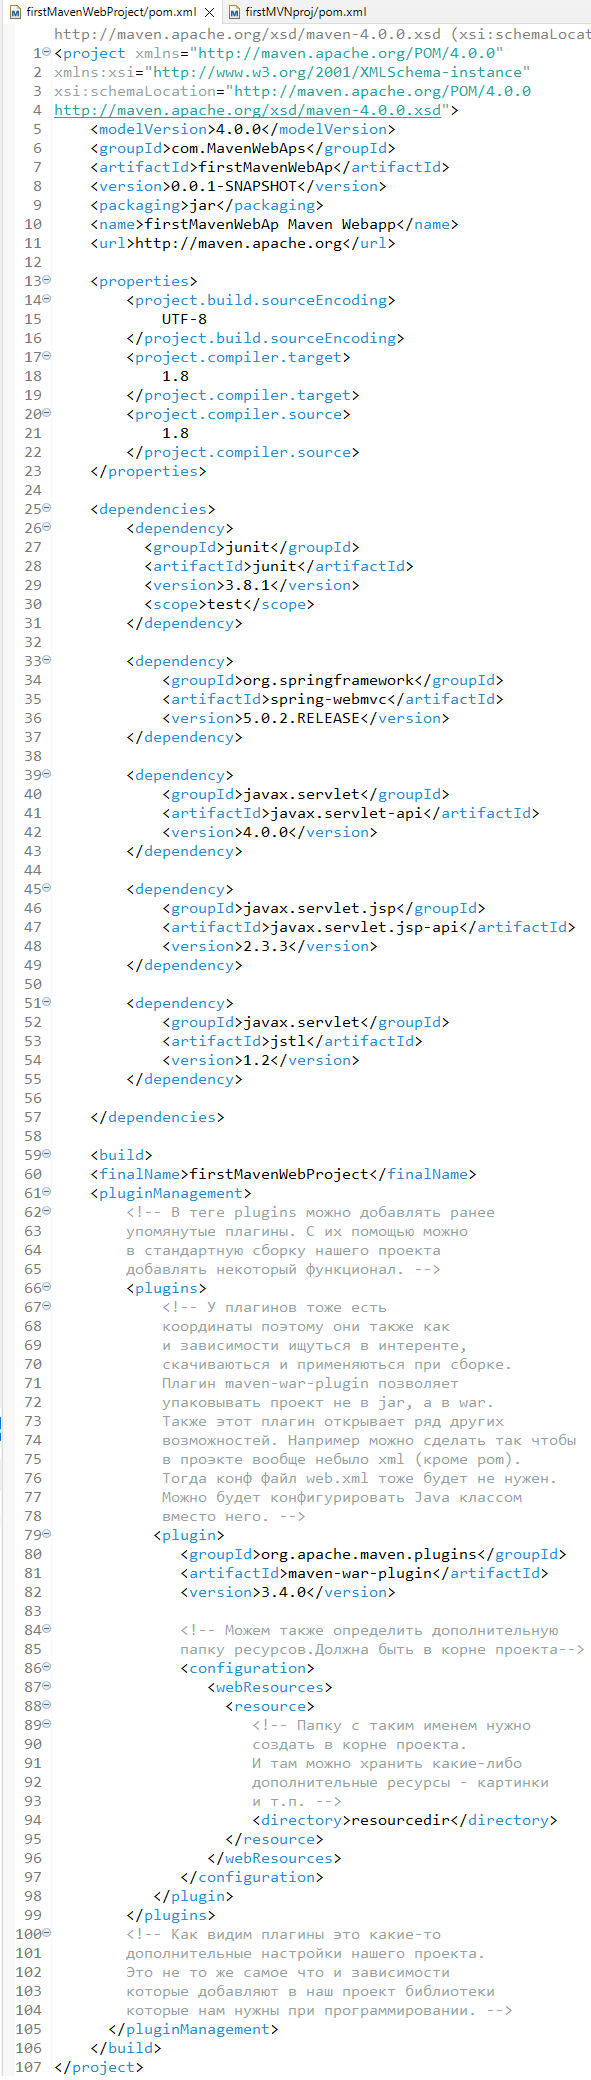 firstMavenWebProject/pom.xml firstMVNproj/pom.xml
http://maven.apache.org/xsd/maven-4.0.0.xsd (xsi:schemaLocat
1 <project xmlns="http://maven.apache.org/POM/4.0.0"
2 xmlns:xsi="http://www.w3.org/2001/XMLSchema-instance"
3 xsi:schemaLocation="http://maven.apache.org/POM/4.0.0
4 http://maven.apache.org/xsd/maven-4.0.0.xsd">
5 <modelVersion>4.0.0</modelVersion>
6 <groupId>com.MavenWebAps</groupId>
7 <artifactId>firstMavenWebAp</artifactId>
8 <version>0.0.1-SNAPSHOT</version>
9 <packaging>jar</packaging>
10 <name>firstMavenWebAp Maven Webapp</name>
11 <url>http://maven.apache.org</url>
12
13 <properties>
14 <project.build.sourceEncoding>
15 UTF-8
16 </project.build.sourceEncoding>
17 <project.compiler.target>
18 1.8
19 </project.compiler.target>
20 <project.compiler.source>
21 1.8
22 </project.compiler.source>
23 </properties>
24
25 <dependencies>
26 <dependency>
27 <groupId>junit</groupId>
28 <artifactId>junit</artifactId>
29 <version>3.8.1</version>
30 <scope>test</scope>
31 </dependency>
32
33 <dependency>
34 <groupId>org.springframework</groupId>
35 <artifactId>spring-webmvc</artifactId>
36 <version>5.0.2.RELEASE</version>
37 </dependency>
38
39 <dependency>
40 <groupId>javax.servlet</groupId>
41 <artifactId>javax.servlet-api</artifactId>
42 <version>4.0.0</version>
43 </dependency>
44
45 <dependency>
46 <groupId>javax.servlet.jsp</groupId>
47 <artifactId>javax.servlet.jsp-api</artifactId>
48 <version>2.3.3</version>
49 </dependency>
50
51 <dependency>
52 <groupId>javax.servlet</groupId>
53 <artifactId>jstl</artifactId>
54 <version>1.2</version>
55 </dependency>
56
57 </dependencies>
58
59 <build>
60 <finalName>firstMavenWebProject</finalName>
61 <pluginManagement>
62 <!-- В теге plugins можно добавлять ранее
63 упомянутые плагины. С их помощью можно
64 в стандартную сборку нашего проекта
65 добавлять некоторый функционал. -->
66 <plugins>
67 <!-- У плагинов тоже есть
68 координаты поэтому они также как
69 и зависимости ищуться в интеренте,
70 скачиваються и применяються при сборке.
71 Плагин maven-war-plugin позволяет
72 упаковывать проект не в jar, а в war.
73 Также этот плагин открывает ряд других
74 возможностей. Например можно сделать так чтобы
75 в проэкте вообще небыло xml (кроме pom).
76 Тогда конф файл web.xml тоже будет не нужен.
77 Можно будет конфигурировать Java классом
78 вместо него. -->
79 <plugin>
80 <groupId>org.apache.maven.plugins</groupId>
81 <artifactId>maven-war-plugin</artifactId>
82 <version>3.4.0</version>
83
84 <!-- Можем также определить дополнительную
85 папку ресурсов.Должна быть в корне проекта-->
86 <configuration>
87 <webResources>
88 <resource>
89 <!-- Папку с таким именем нужно
90 создать в корне проекта.
91 И там можно хранить какие-либо
92 дополнительные ресурсы - картинки
93 и т.п. -->
94 <directory>resourcedir</directory>
95 </resource>
96 </webResources>
97 </configuration>
98 </plugin>
99 </plugins>
100 <!-- Как видим плагины это какие-то
101 дополнительные настройки нашего проекта.
102 Это не то же самое что и зависимости
103 которые добавляют в наш проект библиотеки
104 которые нам нужны при программировании. -->
105 </pluginManagement>
106 </build>
107 </project>